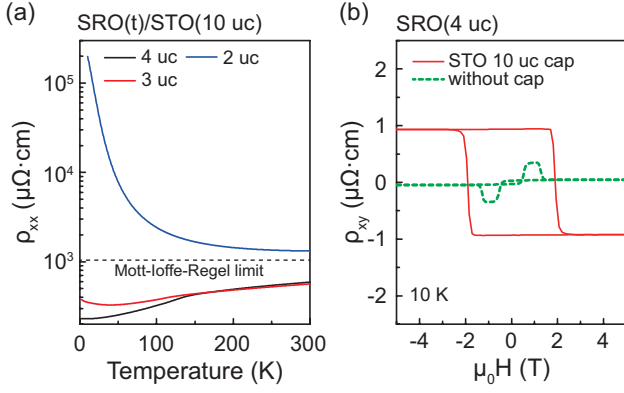 (a)
SRO(t)/STO(10 uc)
4 uc
2 uc
3 uc
10⁵
10⁴
10³
ρxx (μΩ·cm)
Mott-Ioffe-Regel limit
0
100
200
300
Temperature (K)
(b)
SRO(4 uc)
STO 10 uc cap
without cap
2
1
0
-1
-2
ρxy (μΩ·cm)
10 K
-4
-2
0
2
4
μ₀H (T)